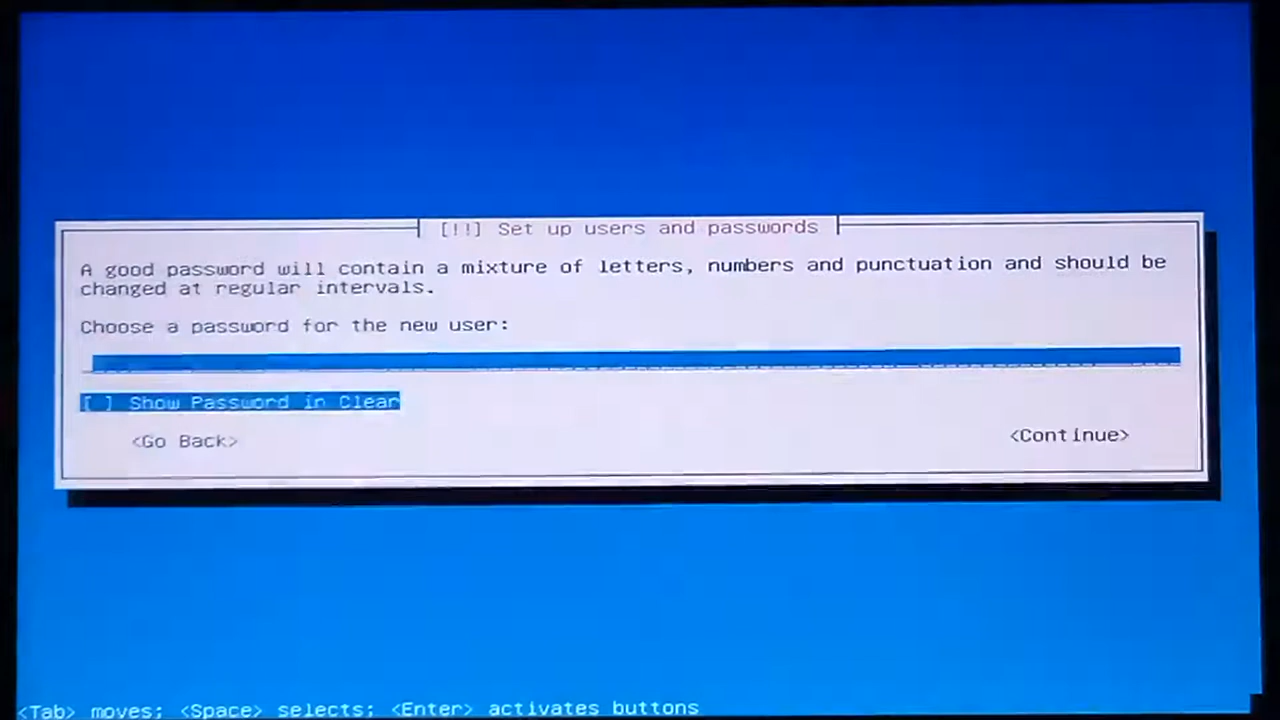 [!!] Set up users and passwords
A good password will contain a mixture of letters, numbers and punctuation and should be
changed at regular intervals.
Choose a password for the new user:
[ ] Show Password in Clear
<Go Back> <Continue>
<Tab> moves; <Space> selects; <Enter> activates buttons